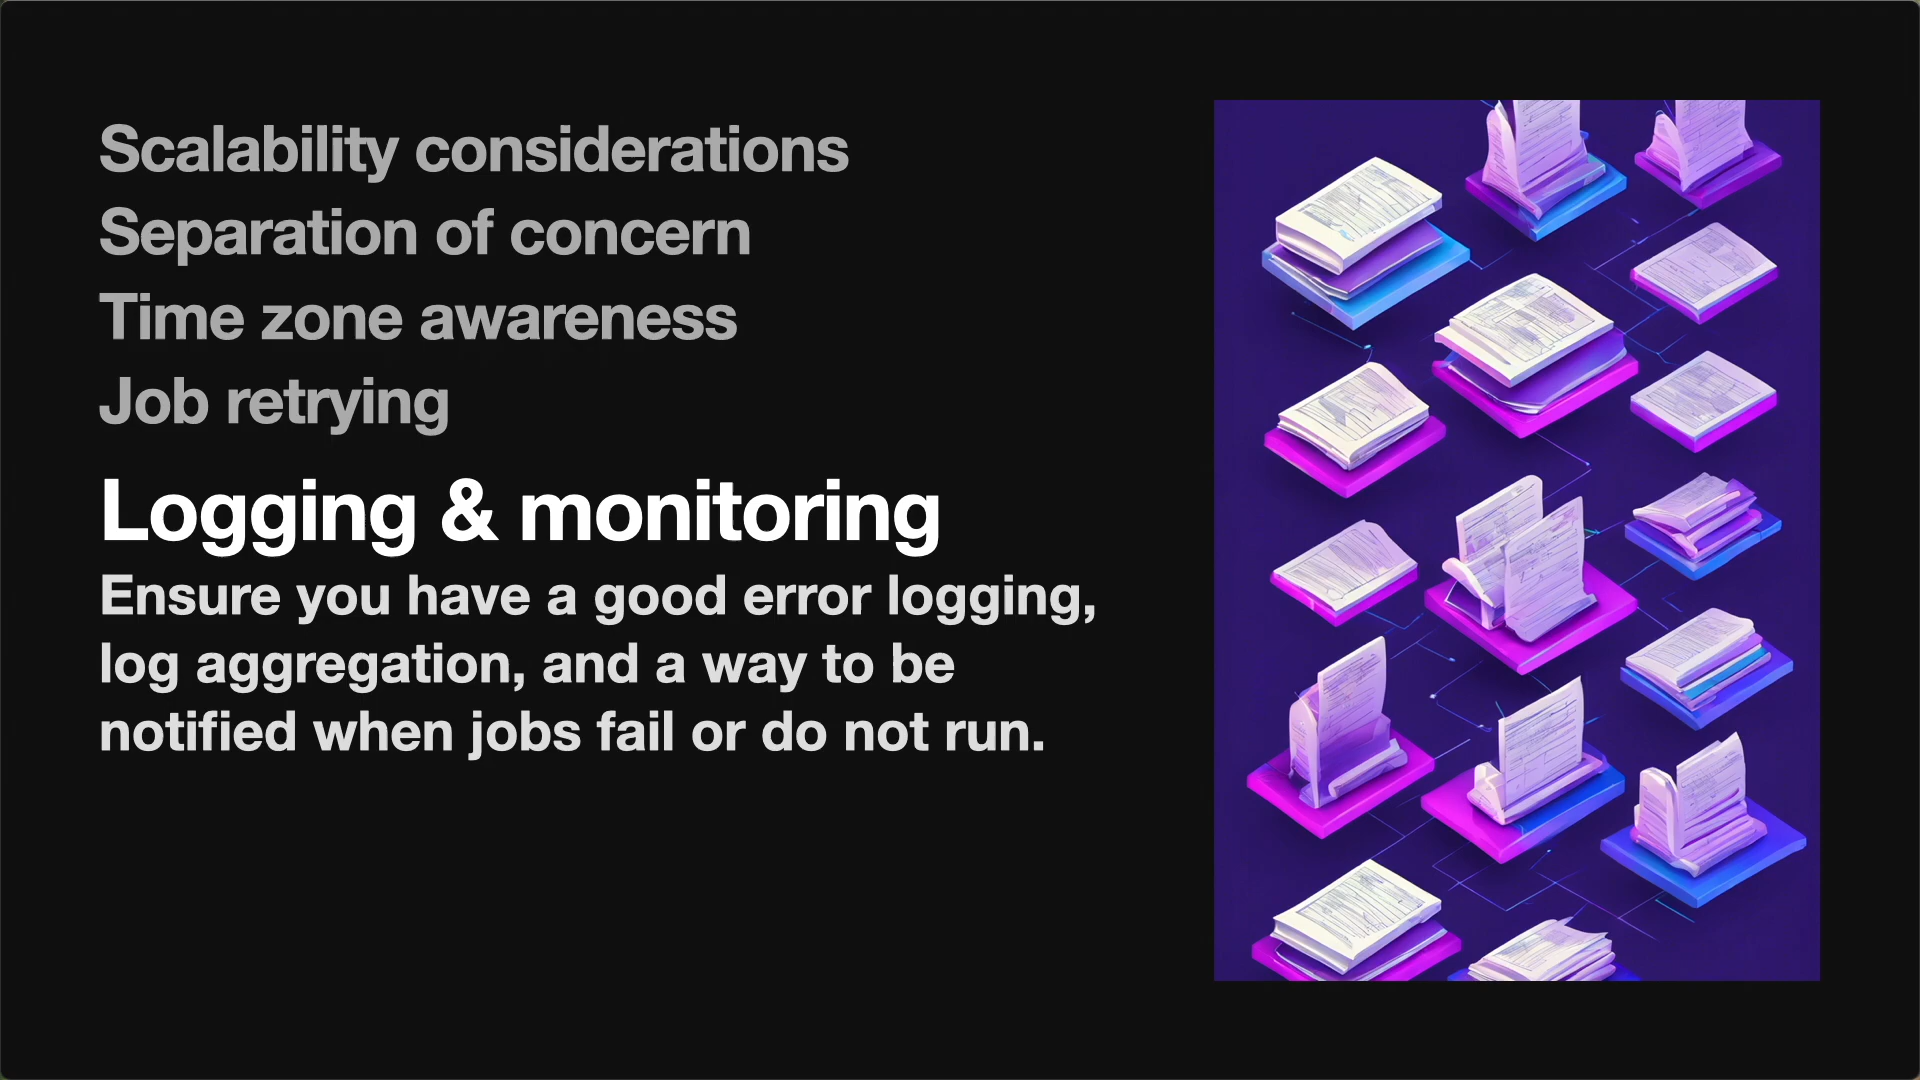 Scalability considerations
Separation of concern
Time zone awareness
Job retrying
Logging & monitoring
Ensure you have a good error logging,
log aggregation, and a way to be
notified when jobs fail or do not run.